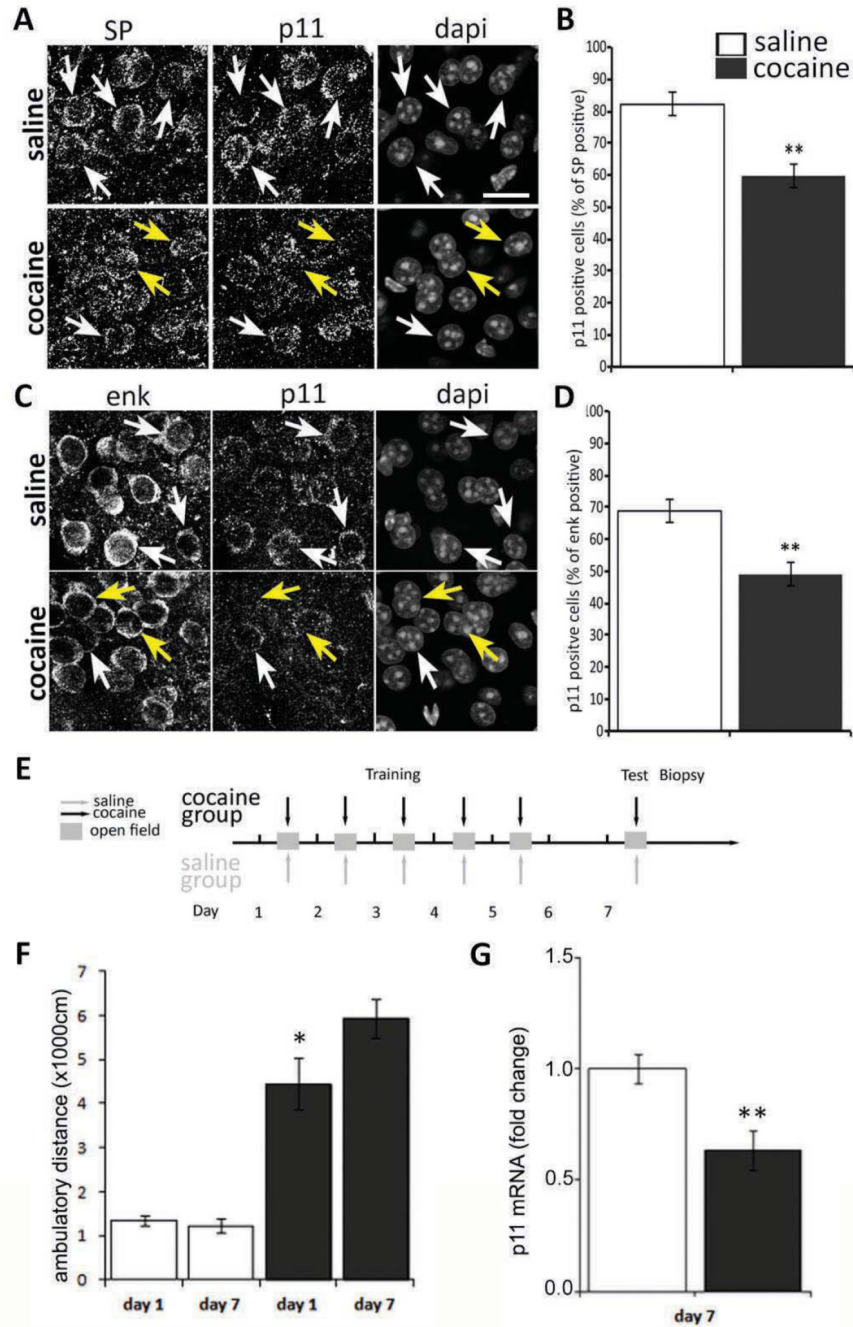 A
SP p11 dapi
saline
cocaine
B
saline
cocaine
p11 positive cells (% of SP positive)
100
90
80
70
60
50
40
30
20
10
0
**
C
enk p11 dapi
saline
cocaine
D
p11 positve cells (% of enk positive)
100
90
80
70
60
50
40
30
20
10
0
**
E
saline
cocaine
open field
cocaine
group
Training
Test Biopsy
saline
group
Day 1 2 3 4 5 6 7
F
ambulatory distance (x1000cm)
7
6
5
4
3
2
1
0
*
day 1 day 7 day 1 day 7
G
p11 mRNA (fold change)
1.5
1.0
0.5
0.0
**
day 7